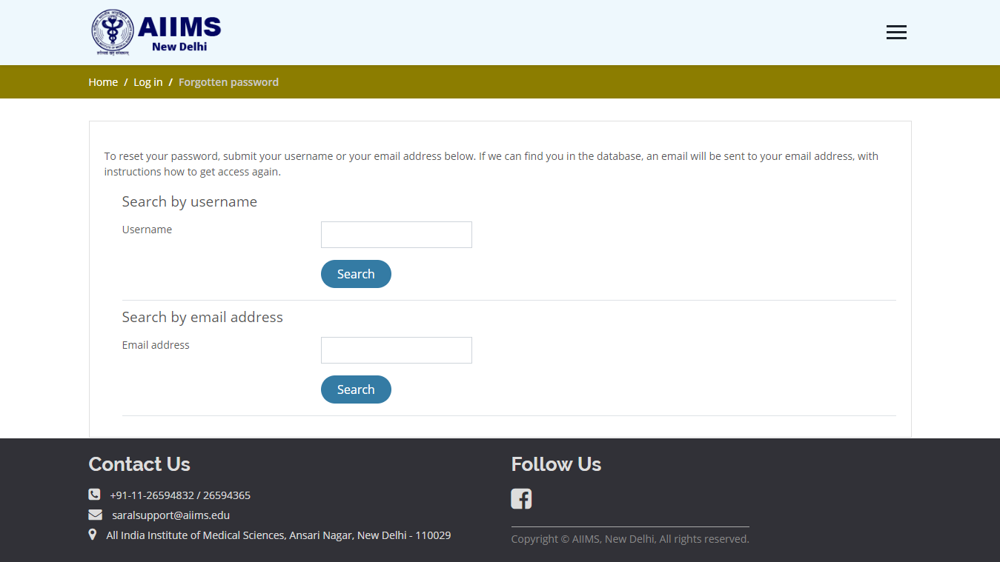 AIIMS
New Delhi
Home / Log in / Forgotten password
To reset your password, submit your username or your email address below. If we can find you in the database, an email will be sent to your email address, with
instructions how to get access again.
Search by username
Username
Search
Search by email address
Email address
Search
Contact Us
+91-11-26594832 / 26594365
saralsupport@aiims.edu
All India Institute of Medical Sciences, Ansari Nagar, New Delhi - 110029
Follow Us
Copyright © AIIMS, New Delhi, All rights reserved.